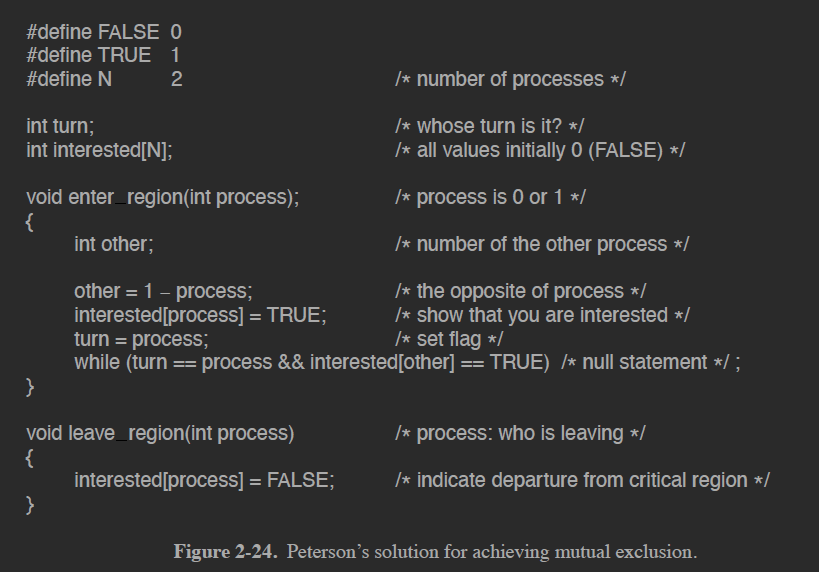 #define FALSE 0
#define TRUE 1
#define N 2 /* number of processes */
int turn; /* whose turn is it? */
int interested[N]; /* all values initially 0 (FALSE) */
void enter_region(int process); /* process is 0 or 1 */
{
int other; /* number of the other process */
other = 1 – process; /* the opposite of process */
interested[process] = TRUE; /* show that you are interested */
turn = process; /* set flag */
while (turn == process && interested[other] == TRUE) /* null statement */ ;
}
void leave_region(int process) /* process: who is leaving */
{
interested[process] = FALSE; /* indicate departure from critical region */
}
Figure 2-24. Peterson’s solution for achieving mutual exclusion.